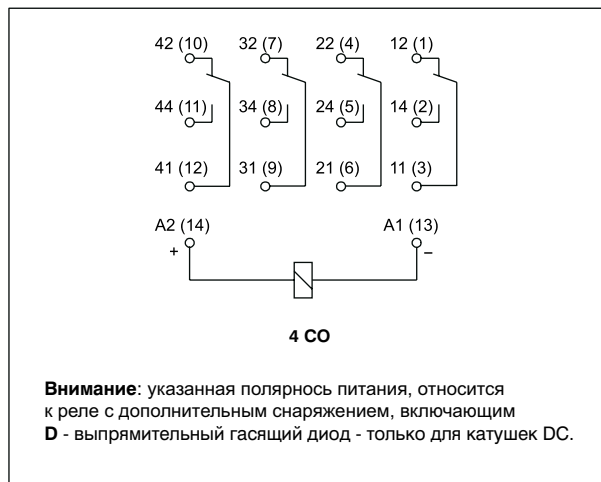 42 (10) 32 (7) 22 (4) 12 (1)
44 (11) 34 (8) 24 (5) 14 (2)
41 (12) 31 (9) 21 (6) 11 (3)
A2 (14) A1 (13)
+ –
4 CO
Внимание: указанная полярнось питания, относится
к реле с дополнительным снаряжением, включающим
D - выпрямительный гасящий диод - только для катушек DC.